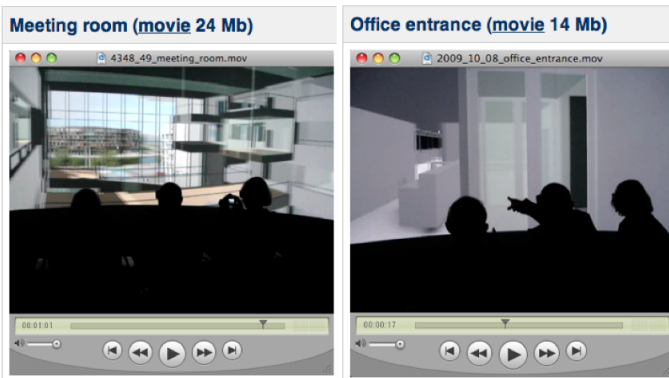 Meeting room (movie 24 Mb)
4348_49_meeting_room.mov
00:01:01
Office entrance (movie 14 Mb)
2009_10_08_office_entrance.mov
00:00:17